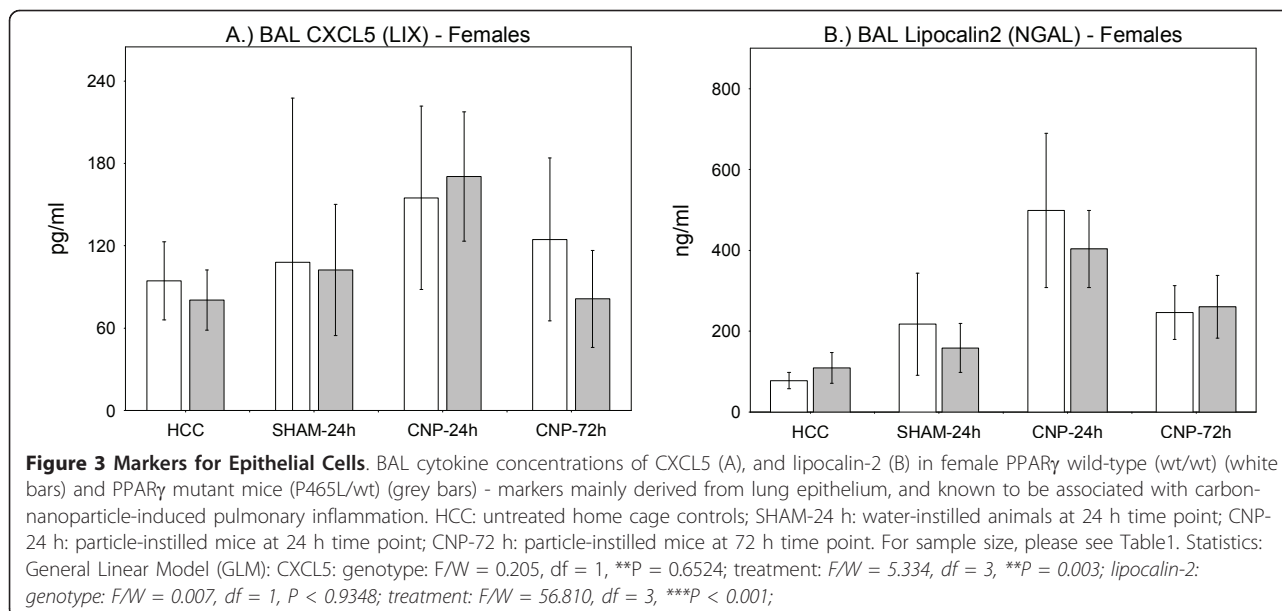 A.) BAL CXCL5 (LIX) - Females
240
180
120
60
0
pg/ml
HCC SHAM-24h CNP-24h CNP-72h
B.) BAL Lipocalin2 (NGAL) - Females
800
600
400
200
0
ng/ml
HCC SHAM-24h CNP-24h CNP-72h
Figure 3 Markers for Epithelial Cells. BAL cytokine concentrations of CXCL5 (A), and lipocalin-2 (B) in female PPARγ wild-type (wt/wt) (white
bars) and PPARγ mutant mice (P465L/wt) (grey bars) - markers mainly derived from lung epithelium, and known to be associated with carbon-
nanoparticle-induced pulmonary inflammation. HCC: untreated home cage controls; SHAM-24 h: water-instilled animals at 24 h time point; CNP-
24 h: particle-instilled mice at 24 h time point; CNP-72 h: particle-instilled mice at 72 h time point. For sample size, please see Table1. Statistics:
General Linear Model (GLM): CXCL5: genotype: F/W = 0.205, df = 1, **P = 0.6524; treatment: F/W = 5.334, df = 3, **P = 0.003; lipocalin-2:
genotype: F/W = 0.007, df = 1, P < 0.9348; treatment: F/W = 56.810, df = 3, ***P < 0.001;